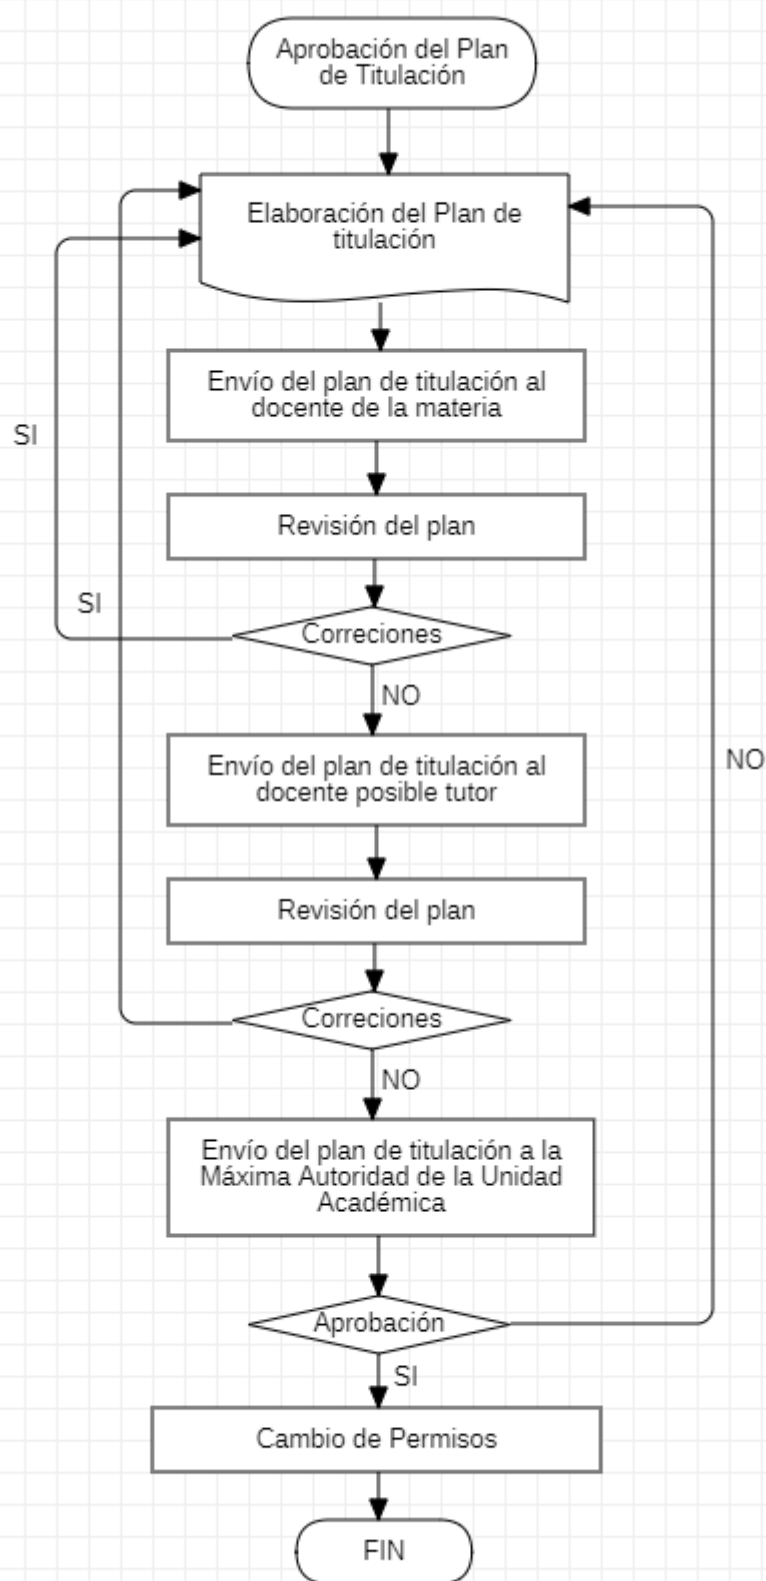 Aprobación del Plan
de Titulación
Elaboración del Plan de
titulación
Envío del plan de titulación al
docente de la materia
SI
Revisión del plan
SI
Correciones
NO
Envío del plan de titulación al
docente posible tutor
NO
Revisión del plan
Correciones
NO
Envío del plan de titulación a la
Máxima Autoridad de la Unidad
Académica
Aprobación
SI
Cambio de Permisos
FIN